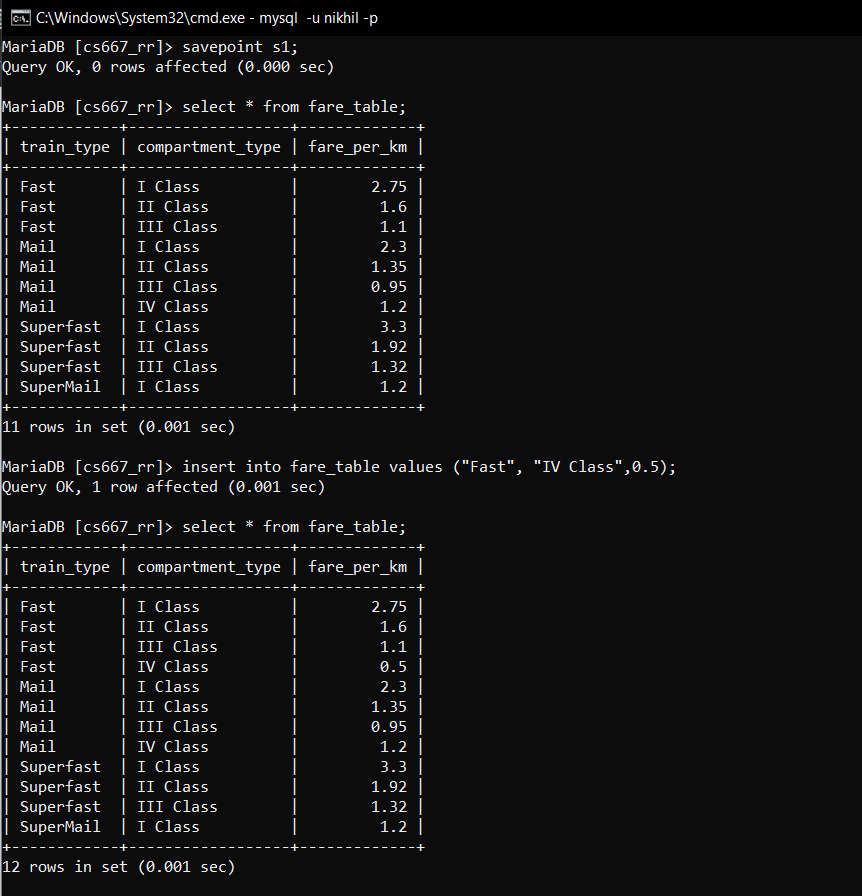 C:\Windows\System32\cmd.exe - mysql  -u nikhil -p
MariaDB [cs667_rr]> savepoint s1;
Query OK, 0 rows affected (0.000 sec)

MariaDB [cs667_rr]> select * from fare_table;
+------------+------------------+-------------+
| train_type | compartment_type | fare_per_km |
+------------+------------------+-------------+
| Fast       | I Class          |        2.75 |
| Fast       | II Class         |         1.6 |
| Fast       | III Class        |         1.1 |
| Mail       | I Class          |         2.3 |
| Mail       | II Class         |        1.35 |
| Mail       | III Class        |        0.95 |
| Mail       | IV Class         |         1.2 |
| Superfast  | I Class          |         3.3 |
| Superfast  | II Class         |        1.92 |
| Superfast  | III Class        |        1.32 |
| SuperMail  | I Class          |         1.2 |
+------------+------------------+-------------+
11 rows in set (0.001 sec)

MariaDB [cs667_rr]> insert into fare_table values ("Fast", "IV Class",0.5);
Query OK, 1 row affected (0.001 sec)

MariaDB [cs667_rr]> select * from fare_table;
+------------+------------------+-------------+
| train_type | compartment_type | fare_per_km |
+------------+------------------+-------------+
| Fast       | I Class          |        2.75 |
| Fast       | II Class         |         1.6 |
| Fast       | III Class        |         1.1 |
| Fast       | IV Class         |         0.5 |
| Mail       | I Class          |         2.3 |
| Mail       | II Class         |        1.35 |
| Mail       | III Class        |        0.95 |
| Mail       | IV Class         |         1.2 |
| Superfast  | I Class          |         3.3 |
| Superfast  | II Class         |        1.92 |
| Superfast  | III Class        |        1.32 |
| SuperMail  | I Class          |         1.2 |
+------------+------------------+-------------+
12 rows in set (0.001 sec)